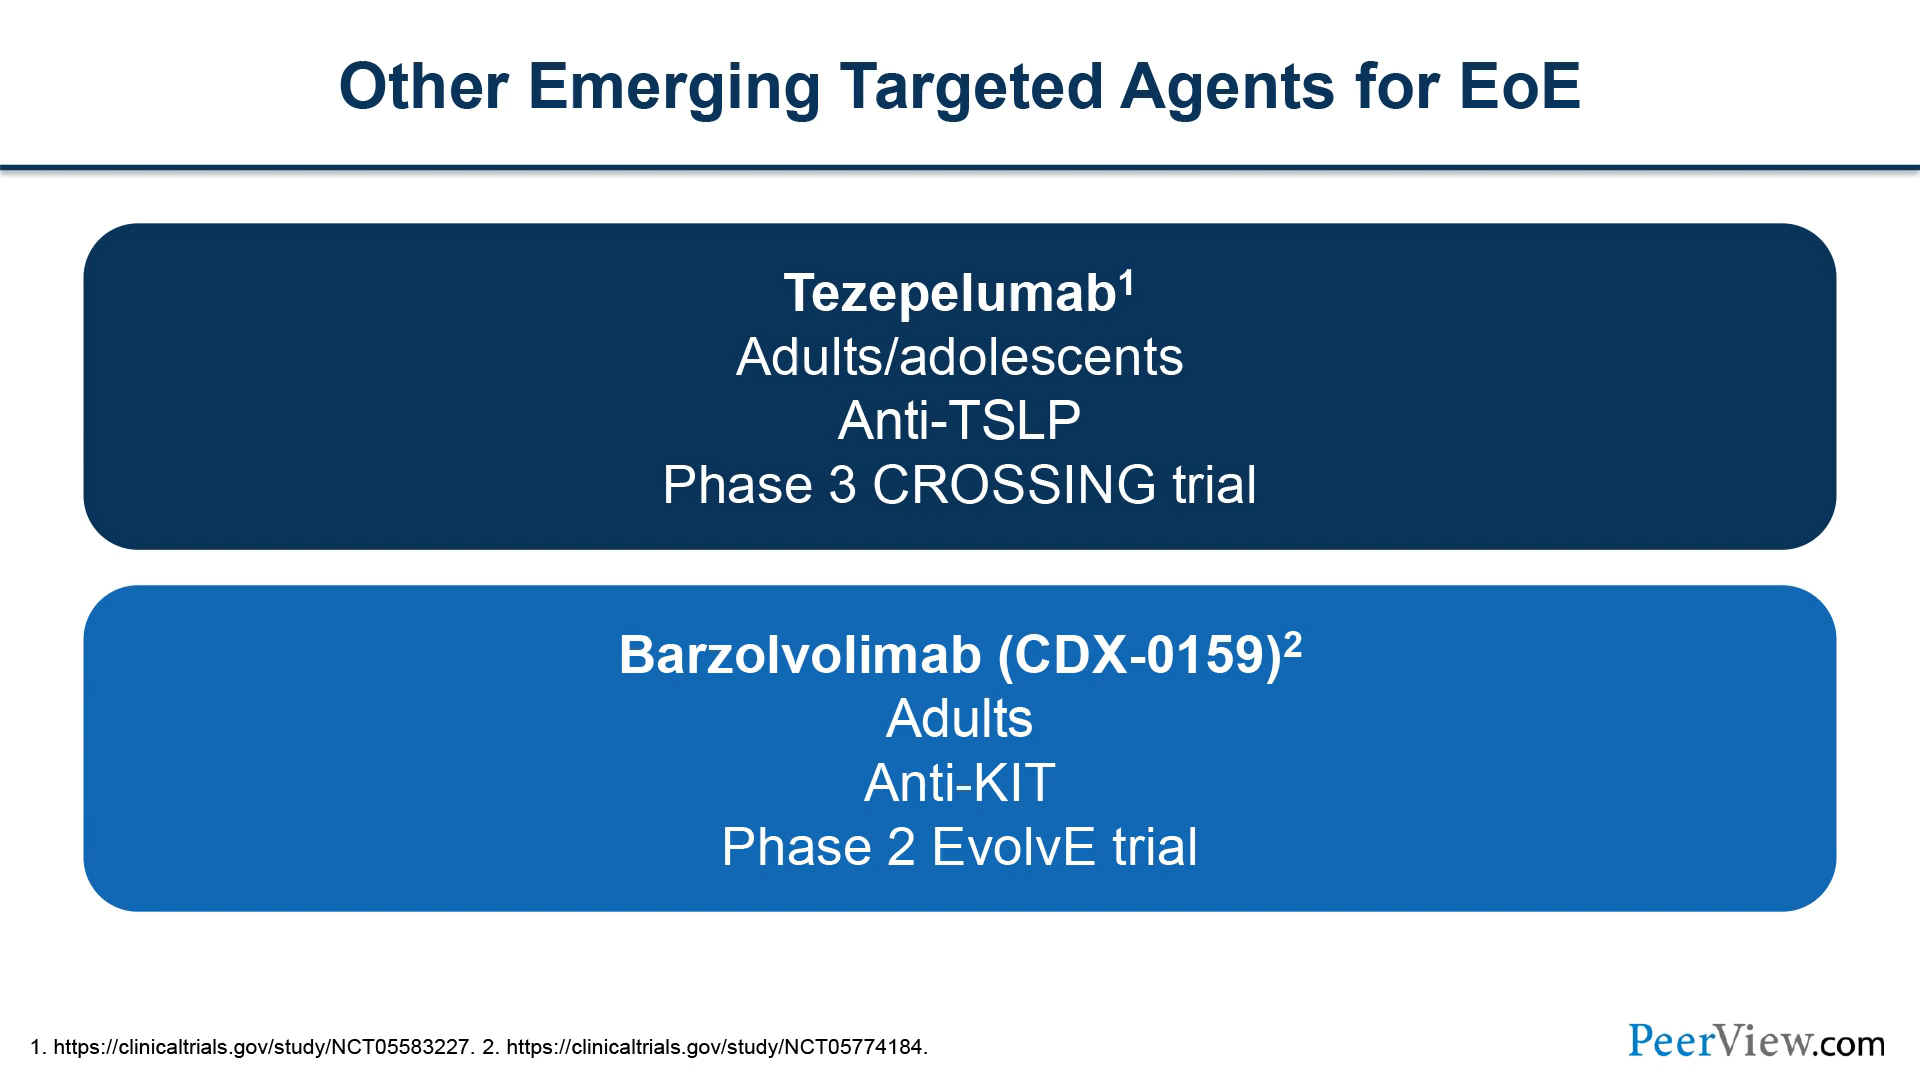 Other Emerging Targeted Agents for EoE
Tezepelumab¹
Adults/adolescents
Anti-TSLP
Phase 3 CROSSING trial
Barzolvolimab (CDX-0159)²
Adults
Anti-KIT
Phase 2 EvolvE trial
1. https://clinicaltrials.gov/study/NCT05583227. 2. https://clinicaltrials.gov/study/NCT05774184.
PeerView.com